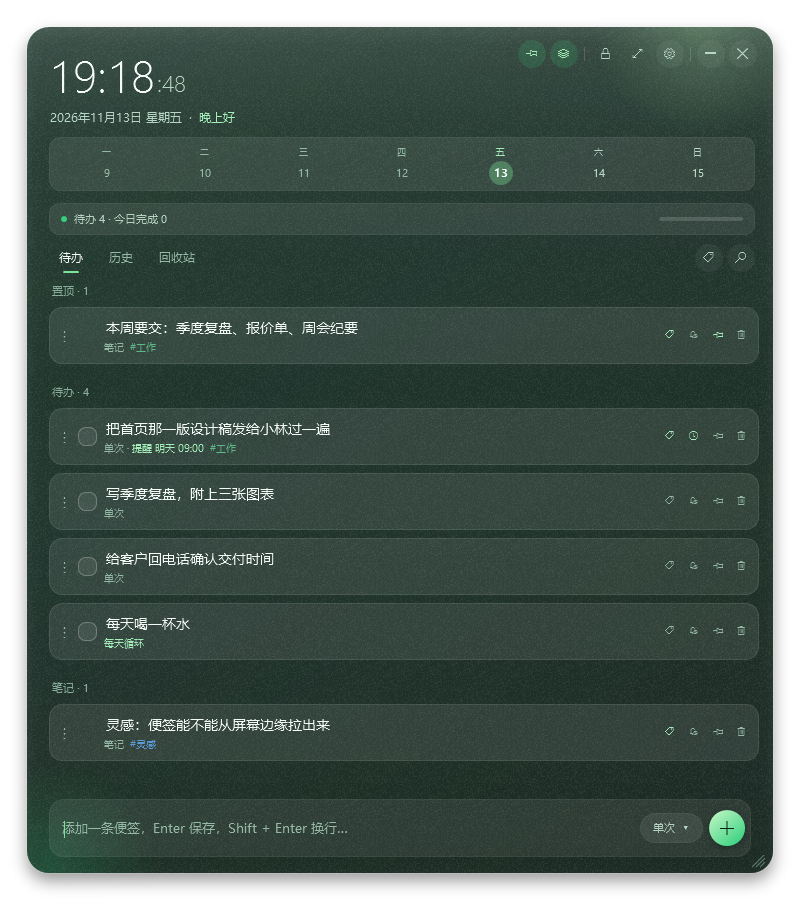 19:18:48
2026年11月13日 星期五 · 晚上好
一 二 三 四 五 六 日
9 10 11 12 13 14 15
待办 4 · 今日完成 0
待办 历史 回收站
置顶 · 1
本周要交：季度复盘、报价单、周会纪要
笔记 #工作
待办 · 4
把首页那一版设计稿发给小林过一遍
单次 · 提醒 明天 09:00 #工作
写季度复盘，附上三张图表
单次
给客户回电话确认交付时间
单次
每天喝一杯水
每天循环
笔记 · 1
灵感：便签能不能从屏幕边缘拉出来
笔记 #灵感
添加一条便签，Enter 保存，Shift + Enter 换行... 单次